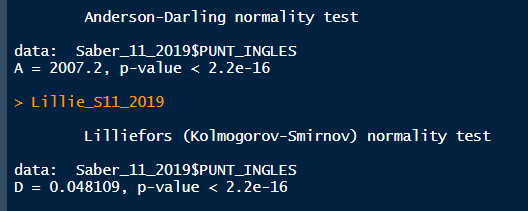 Anderson-Darling normality test
data:  Saber_11_2019$PUNT_INGLES
A = 2007.2, p-value < 2.2e-16
> Lillie_S11_2019
Lilliefors (Kolmogorov-Smirnov) normality test
data:  Saber_11_2019$PUNT_INGLES
D = 0.048109, p-value < 2.2e-16